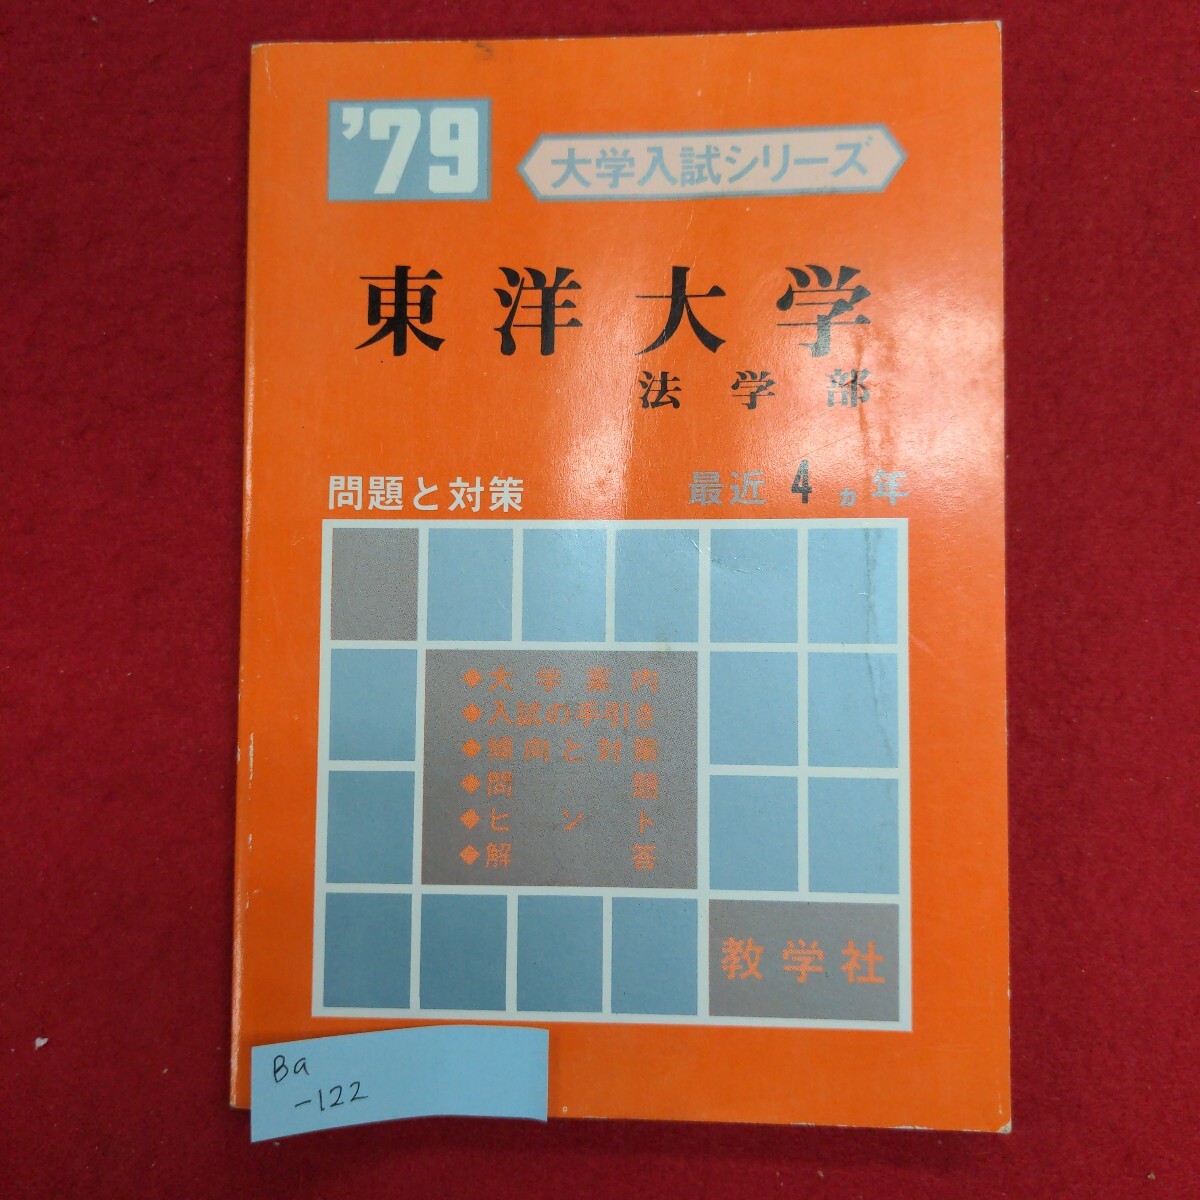 '79
大学入試シリーズ
東洋大学
法学部
問題と対策
最近4ヵ年
◆大学案内
◆入試の手引き
◆傾向と対策
◆問題
◆ヒント
◆解答
教学社
Ba
-122